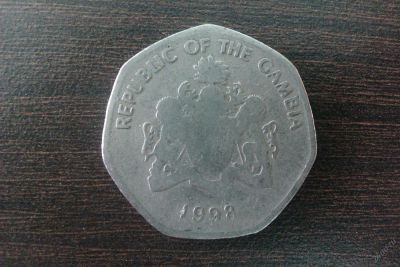 REPUBLIC OF THE GAMBIA
1998